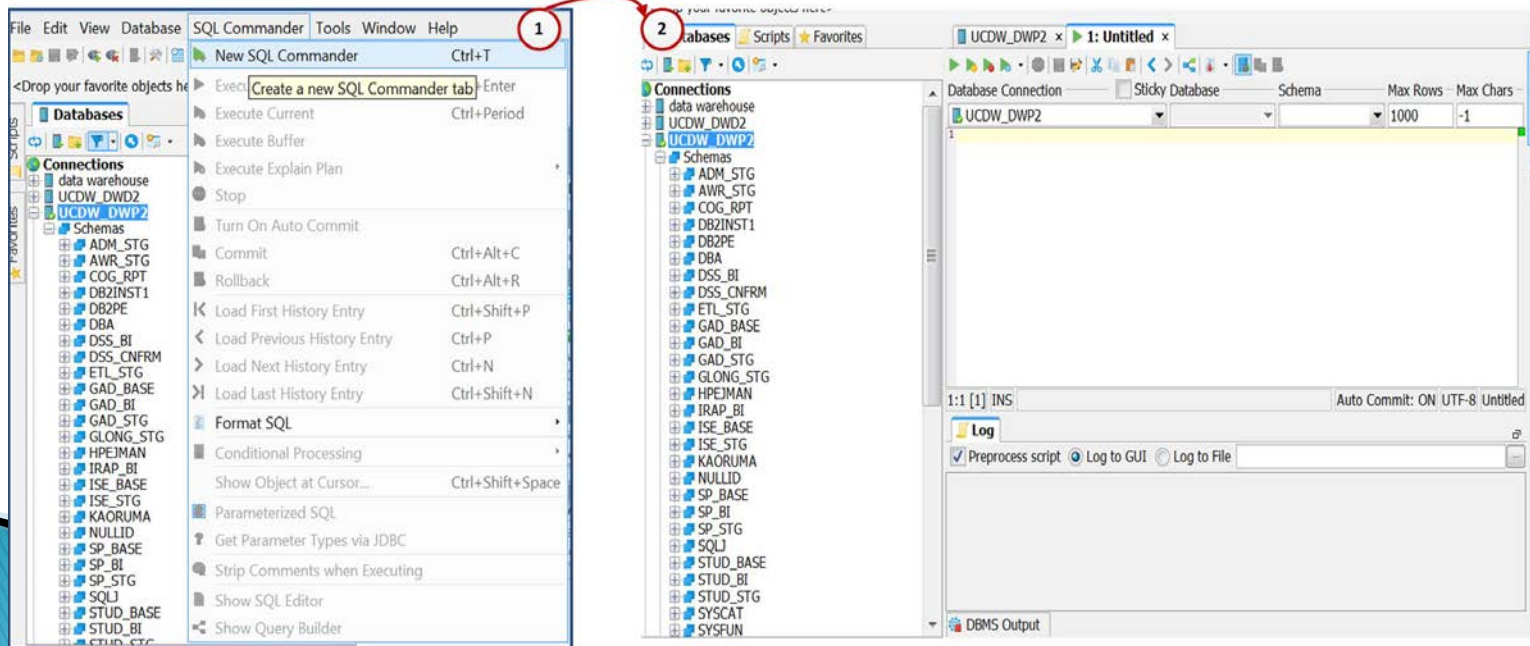 File Edit View Database SQL Commander Tools Window Help
1
New SQL Commander Ctrl+T
<Drop your favorite objects he
Create a new SQL Commander tab
Enter
Databases
Execute Current Ctrl+Period
Scripts
Execute Buffer
Connections
Execute Explain Plan
data warehouse
UCDW_DWD2
Stop
UCDW_DWP2
Favorites
Schemas
Turn On Auto Commit
ADM_STG
AWR_STG
Commit Ctrl+Alt+C
COG_RPT
DB2INST1
Rollback Ctrl+Alt+R
DB2PE
Load First History Entry Ctrl+Shift+P
DBA
DSS_BI
Load Previous History Entry Ctrl+P
DSS_CNFRM
ETL_STG
Load Next History Entry Ctrl+N
GAD_BASE
GAD_BI
Load Last History Entry Ctrl+Shift+N
GAD_STG
Format SQL
GLONG_STG
HPEJMAN
Conditional Processing
IRAP_BI
ISE_BASE
Show Object at Cursor... Ctrl+Shift+Space
ISE_STG
KAORUMA
Parameterized SQL
NULLID
Get Parameter Types via JDBC
SP_BASE
SP_BI
Strip Comments when Executing
SP_STG
SQLJ
Show SQL Editor
STUD_BASE
STUD_BI
Show Query Builder
STUD_STG
2
tabases Scripts Favorites
Connections
data warehouse
UCDW_DWD2
UCDW_DWP2
Schemas
ADM_STG
AWR_STG
COG_RPT
DB2INST1
DB2PE
DBA
DSS_BI
DSS_CNFRM
ETL_STG
GAD_BASE
GAD_BI
GAD_STG
GLONG_STG
HPEJMAN
IRAP_BI
ISE_BASE
ISE_STG
KAORUMA
NULLID
SP_BASE
SP_BI
SP_STG
SQLJ
STUD_BASE
STUD_BI
STUD_STG
SYSCAT
SYSFUN
UCDW_DWP2 x 1: Untitled x
Database Connection Sticky Database Schema Max Rows Max Chars
UCDW_DWP2 1000 -1
1
1:1 [1] INS Auto Commit: ON UTF-8 Untitled
Log
Preprocess script Log to GUI Log to File
DBMS Output